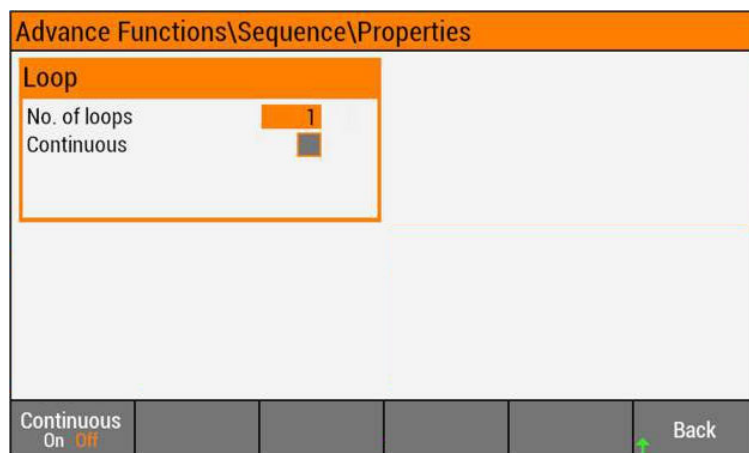 Advance Functions\Sequence\Properties
Loop
No. of loops 1
Continuous
Continuous
On Off
Back